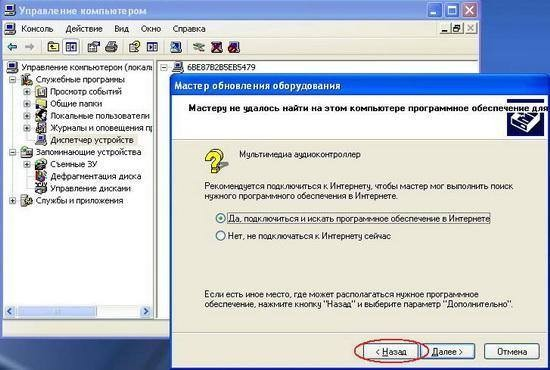 Управление компьютером
Консоль Действие Вид Окно Справка
Управление компьютером (локаль
Служебные программы
Просмотр событий
Общие папки
Локальные пользователи
Журналы и оповещения пр
Диспетчер устройств
Запоминающие устройства
Съемные ЗУ
Дефрагментация диска
Управление дисками
Службы и приложения
6BE87B2B5EB5479
Мастер обновления оборудования
Мастеру не удалось найти на этом компьютере программное обеспечение для
Мультимедиа аудиоконтроллер
Рекомендуется подключиться к Интернету, чтобы мастер мог выполнить поиск
нужного программного обеспечения в Интернете.
Да, подключиться и искать программное обеспечение в Интернете
Нет, не подключаться к Интернету сейчас
Если есть иное место, где может располагаться нужное программное
обеспечение, нажмите кнопку "Назад" и выберите параметр "Дополнительно".
< Назад
Далее >
Отмена